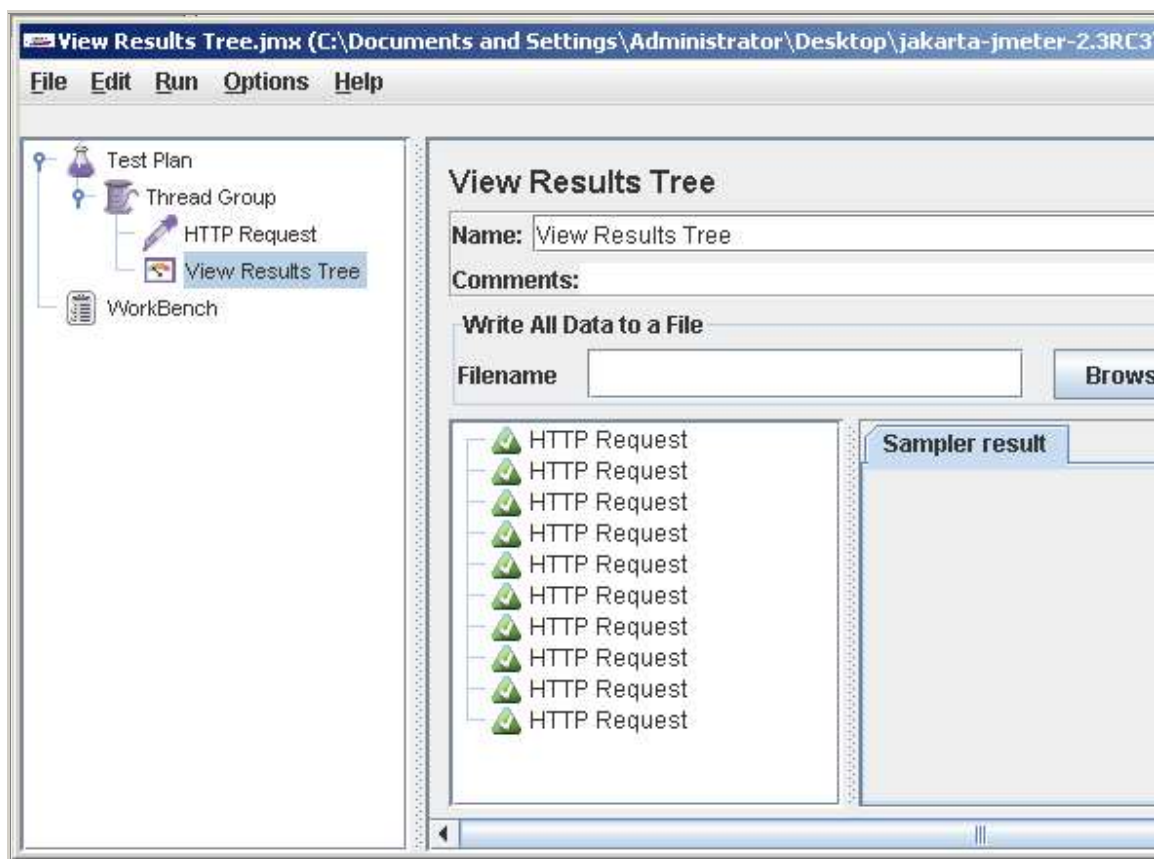 View Results Tree.jmx (C:\Documents and Settings\Administrator\Desktop\jakarta-jmeter-2.3RC3\
File Edit Run Options Help
Test Plan
Thread Group
HTTP Request
View Results Tree
WorkBench
View Results Tree
Name: View Results Tree
Comments:
Write All Data to a File
Filename Brows
HTTP Request
HTTP Request
HTTP Request
HTTP Request
HTTP Request
HTTP Request
HTTP Request
HTTP Request
HTTP Request
HTTP Request
Sampler result